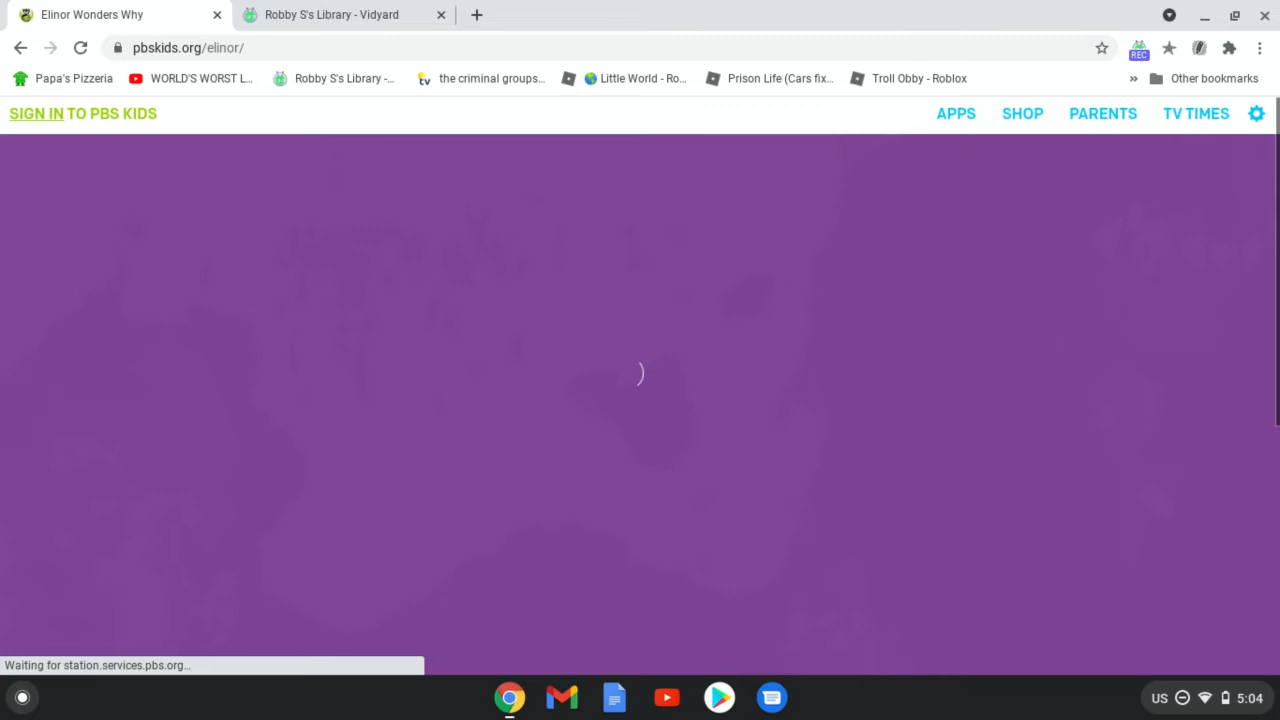 Elinor Wonders Why
Robby S's Library - Vidyard
pbskids.org/elinor/
REC
Papa's Pizzeria
WORLD'S WORST L...
Robby S's Library -...
tv
the criminal groups...
Little World - Ro...
Prison Life (Cars fix...
Troll Obby - Roblox
»
Other bookmarks
SIGN IN TO PBS KIDS
APPS
SHOP
PARENTS
TV TIMES
Waiting for station.services.pbs.org...
US
5:04